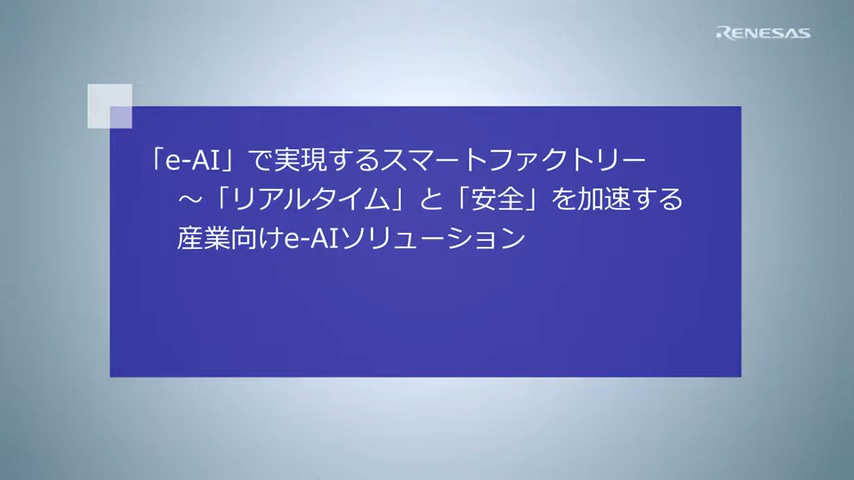 RENESAS
「e-AI」で実現するスマートファクトリー
～「リアルタイム」と「安全」を加速する
産業向けe-AIソリューション